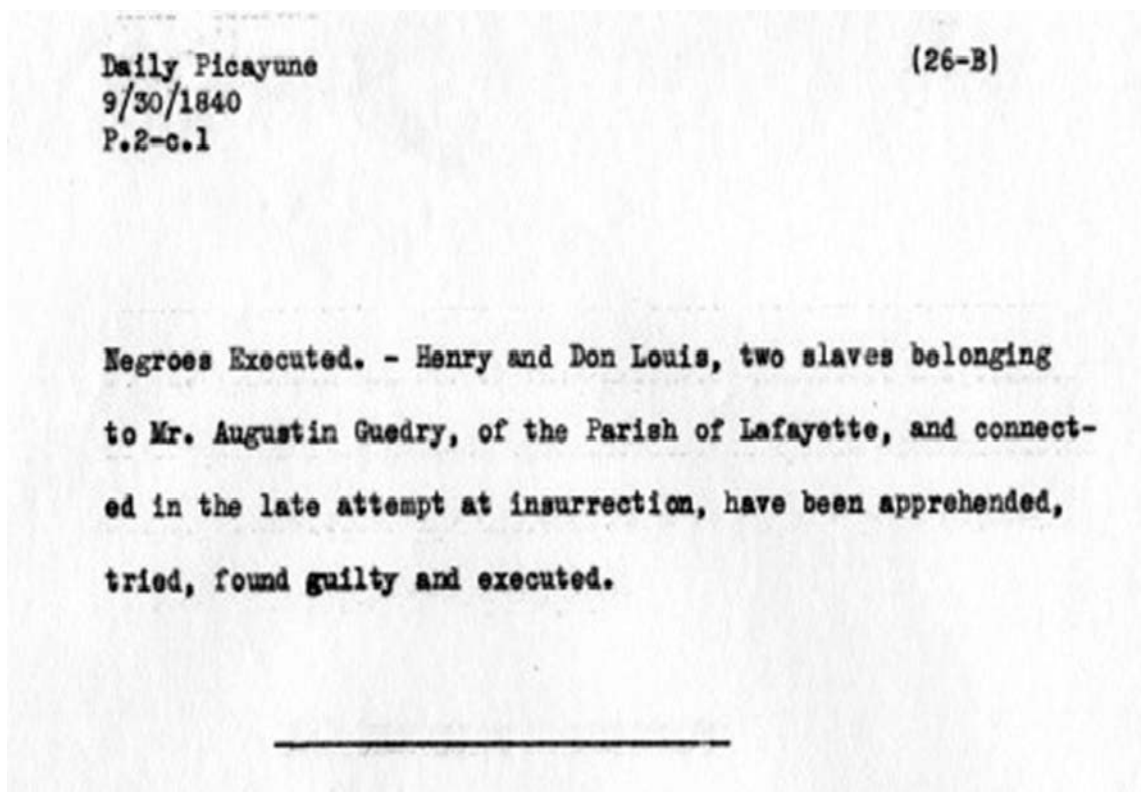 Daily Picayune (26-B)
9/30/1840
P.2-c.1
Negroes Executed. - Henry and Don Louis, two slaves belonging
to Mr. Augustin Guedry, of the Parish of Lafayette, and connect-
ed in the late attempt at insurrection, have been apprehended,
tried, found guilty and executed.